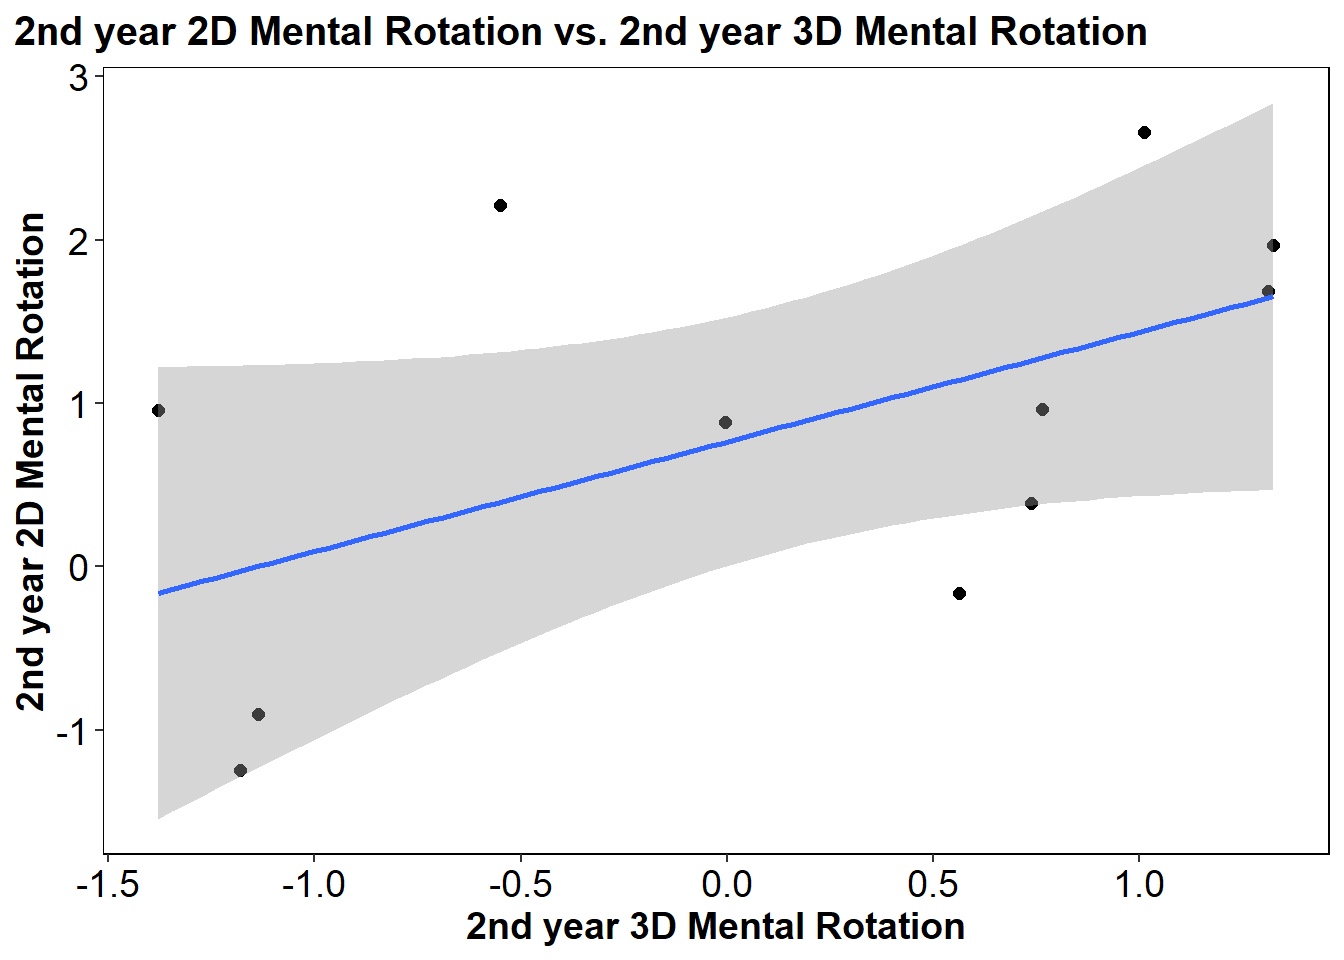 2nd year 2D Mental Rotation vs. 2nd year 3D Mental Rotation
3
2
1
0
-1
2nd year 2D Mental Rotation
-1.5 -1.0 -0.5 0.0 0.5 1.0
2nd year 3D Mental Rotation